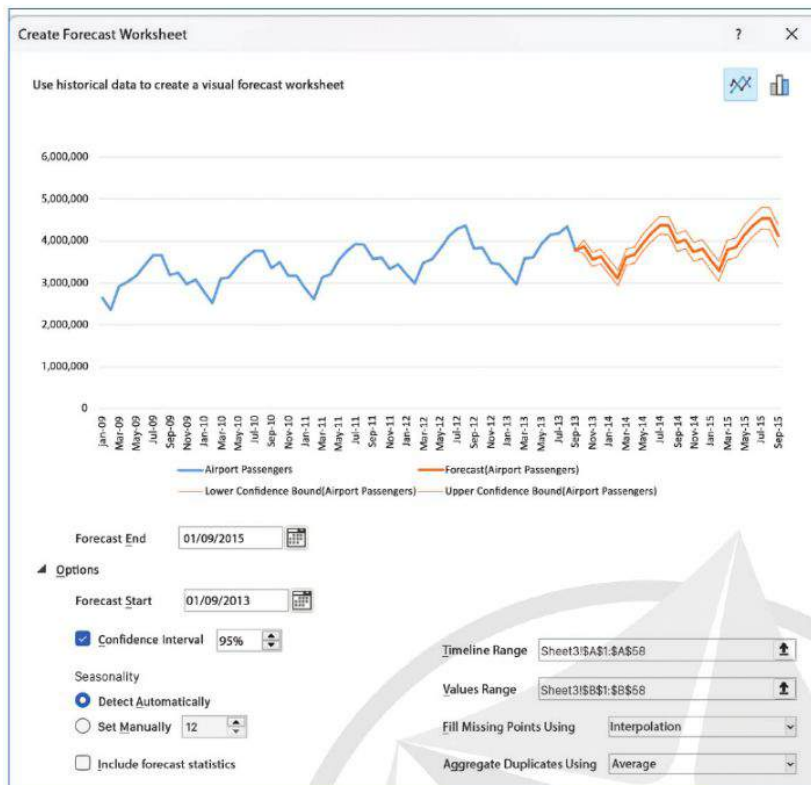 Create Forecast Worksheet ? ×
Use historical data to create a visual forecast worksheet
6,000,000
5,000,000
4,000,000
3,000,000
2,000,000
1,000,000
0
Jan-09 Mar-09 May-09 Jul-09 Sep-09 Nov-09 Jan-10 Mar-10 May-10 Jul-10 Sep-10 Nov-10 Jan-11 Mar-11 May-11 Jul-11 Sep-11 Nov-11 Jan-12 Mar-12 May-12 Jul-12 Sep-12 Nov-12 Jan-13 Mar-13 May-13 Jul-13 Sep-13 Nov-13 Jan-14 Mar-14 May-14 Jul-14 Sep-14 Nov-14 Jan-15 Mar-15 May-15 Jul-15 Sep-15
Airport Passengers Forecast(Airport Passengers)
Lower Confidence Bound(Airport Passengers) Upper Confidence Bound(Airport Passengers)
Forecast End 01/09/2015
Options
Forecast Start 01/09/2013
Confidence Interval 95%
Seasonality
Detect Automatically
Set Manually 12
Include forecast statistics
Timeline Range Sheet3!$A$1:$A$58
Values Range Sheet3!$B$1:$B$58
Fill Missing Points Using Interpolation
Aggregate Duplicates Using Average